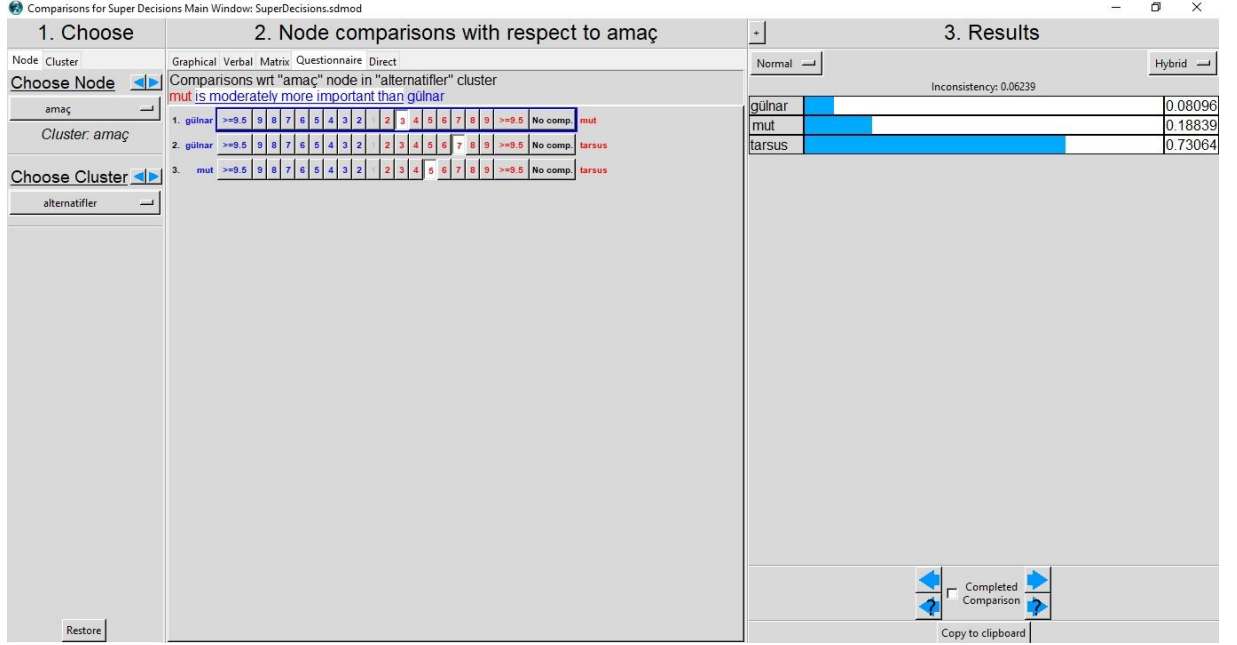 Comparisons for Super Decisions Main Window: SuperDecisions.sdmod
1. Choose
2. Node comparisons with respect to amaç
+
3. Results
Node Cluster
Graphical Verbal Matrix Questionnaire Direct
Normal
Hybrid
Choose Node
Comparisons wrt "amaç" node in "alternatifler" cluster
mut is moderately more important than gülnar
Inconsistency: 0.06239
amaç
Cluster: amaç
Choose Cluster
alternatifler
1. gülnar >=9.5 9 8 7 6 5 4 3 2 1 2 3 4 5 6 7 8 9 >=9.5 No comp. mut
2. gülnar >=9.5 9 8 7 6 5 4 3 2 1 2 3 4 5 6 7 8 9 >=9.5 No comp. tarsus
3. mut >=9.5 9 8 7 6 5 4 3 2 1 2 3 4 5 6 7 8 9 >=9.5 No comp. tarsus
gülnar 0.08096
mut 0.18839
tarsus 0.73064
Completed
Comparison
? ?
Restore
Copy to clipboard